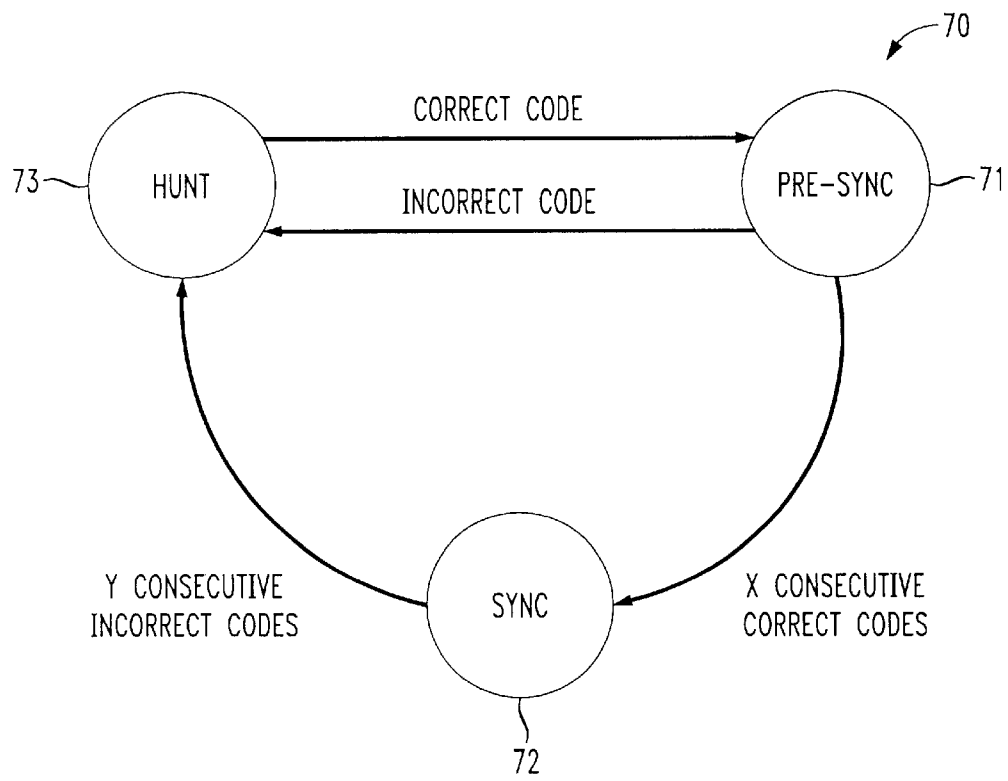 70
CORRECT CODE
73
HUNT
PRE-SYNC
71
INCORRECT CODE
Y CONSECUTIVE
INCORRECT CODES
SYNC
X CONSECUTIVE
CORRECT CODES
72